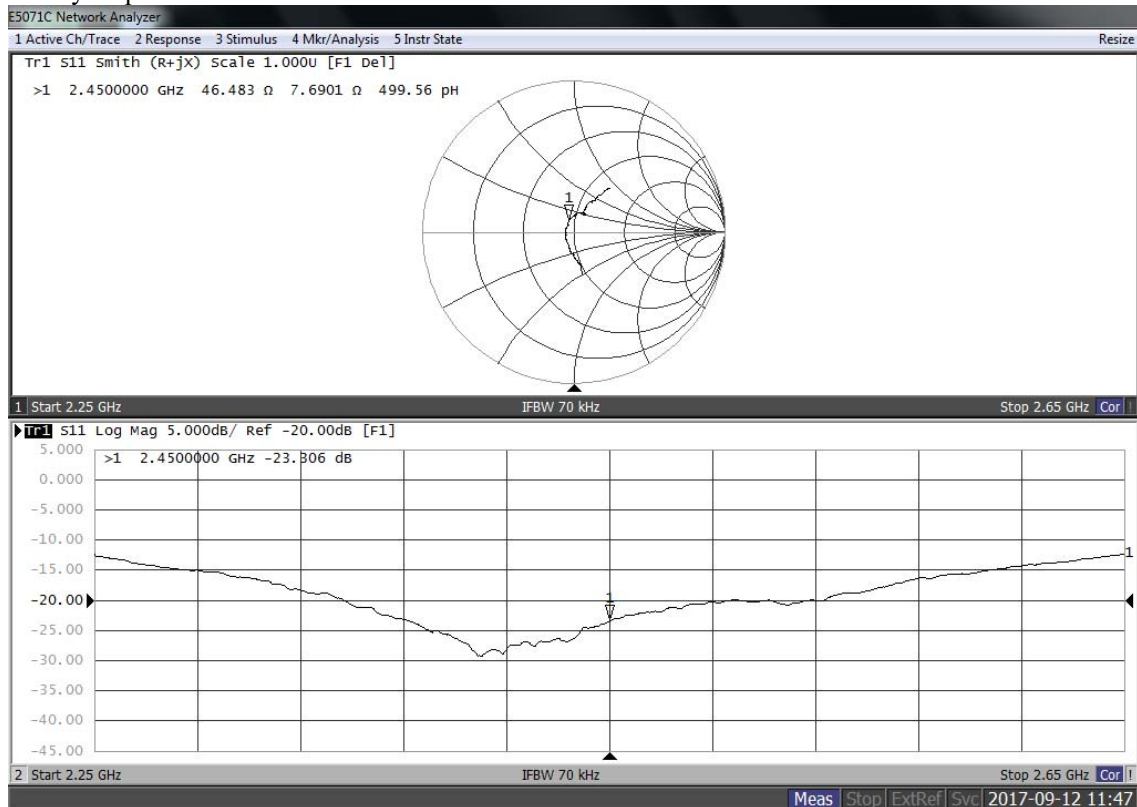 E5071C Network Analyzer
1 Active Ch/Trace 2 Response 3 Stimulus 4 Mkr/Analysis 5 Instr State Resize
Tr1 S11 Smith (R+jX) Scale 1.000U [F1 Del]
>1 2.4500000 GHz 46.483 Ω 7.6901 Ω 499.56 pH
1
1 Start 2.25 GHz IFBW 70 kHz Stop 2.65 GHz Cor !
Tr1 S11 Log Mag 5.000dB/ Ref -20.00dB [F1]
5.000
>1 2.4500000 GHz -23.306 dB
0.000
-5.000
-10.00
1
-15.00
-20.00
1
-25.00
-30.00
-35.00
-40.00
-45.00
2 Start 2.25 GHz IFBW 70 kHz Stop 2.65 GHz Cor !
Meas Stop ExtRef Svc 2017-09-12 11:47